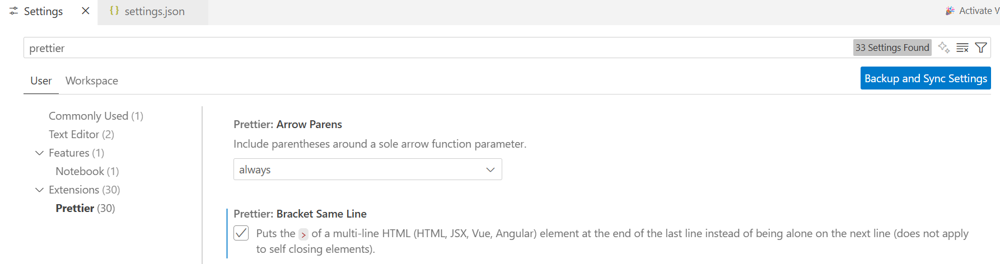 Settings
{} settings.json
Activate V
prettier
33 Settings Found
User
Workspace
Backup and Sync Settings
Commonly Used (1)
Text Editor (2)
Features (1)
Notebook (1)
Extensions (30)
Prettier (30)
Prettier: Arrow Parens
Include parentheses around a sole arrow function parameter.
always
Prettier: Bracket Same Line
Puts the > of a multi-line HTML (HTML, JSX, Vue, Angular) element at the end of the last line instead of being alone on the next line (does not apply
to self closing elements).